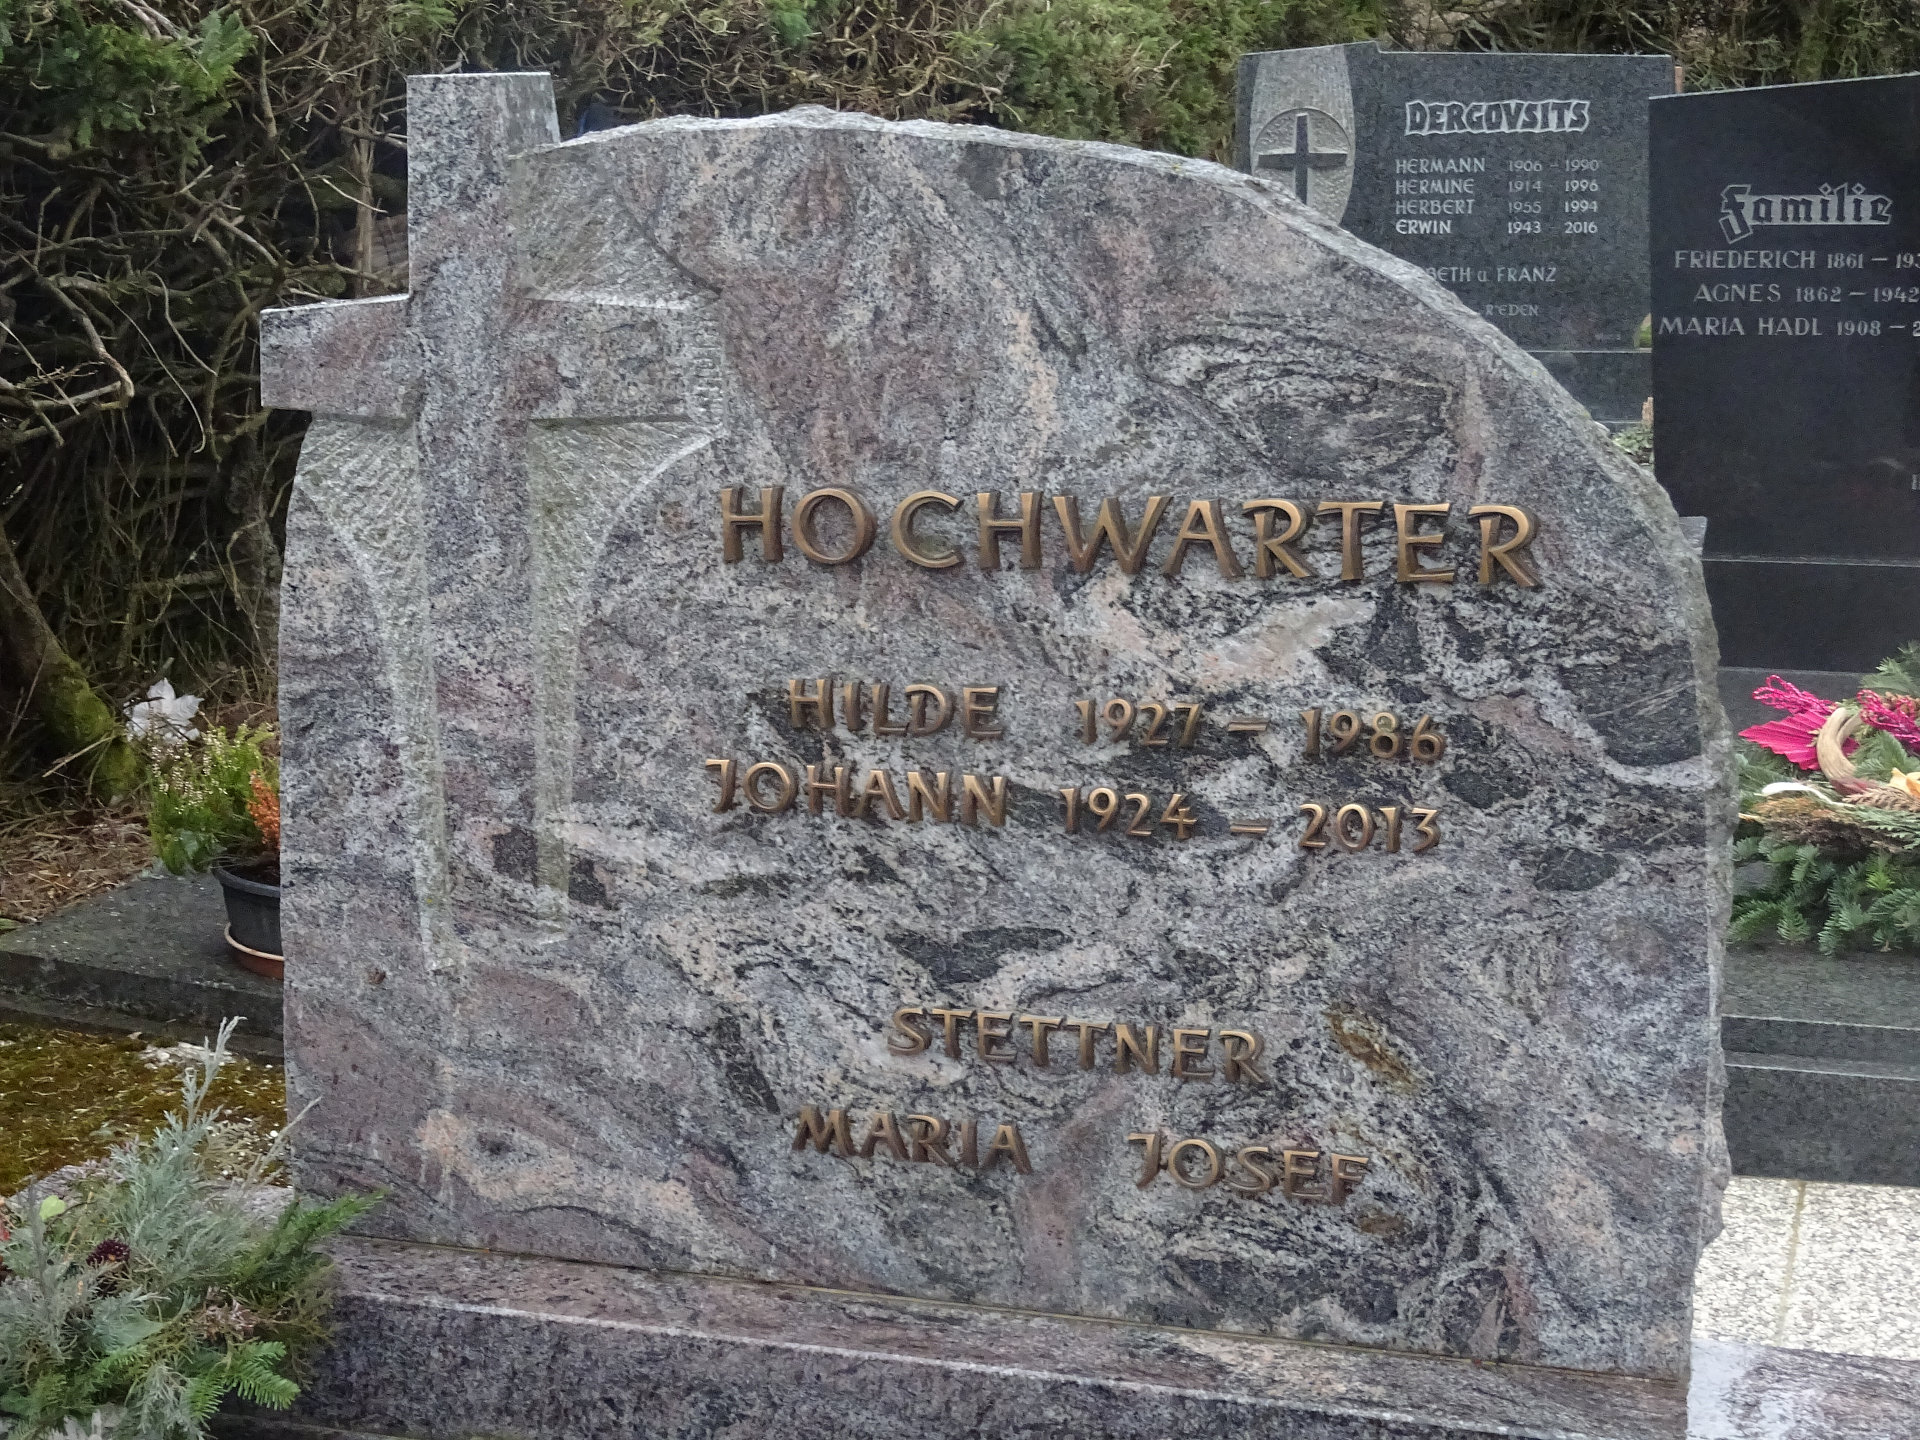 HOCHWARTER
HILDE 1927 – 1986
JOHANN 1924 – 2013
STETTNER
MARIA JOSEF
DERGOVSITS
HERMANN 1906 – 1990
HERMINE 1914 - 1996
HERBERT 1955 1994
ERWIN 1943 - 2016
u. FRANZ
Familie
FRIEDERICH 1861 –
AGNES 1862 – 1942
MARIA HADL 1908 –